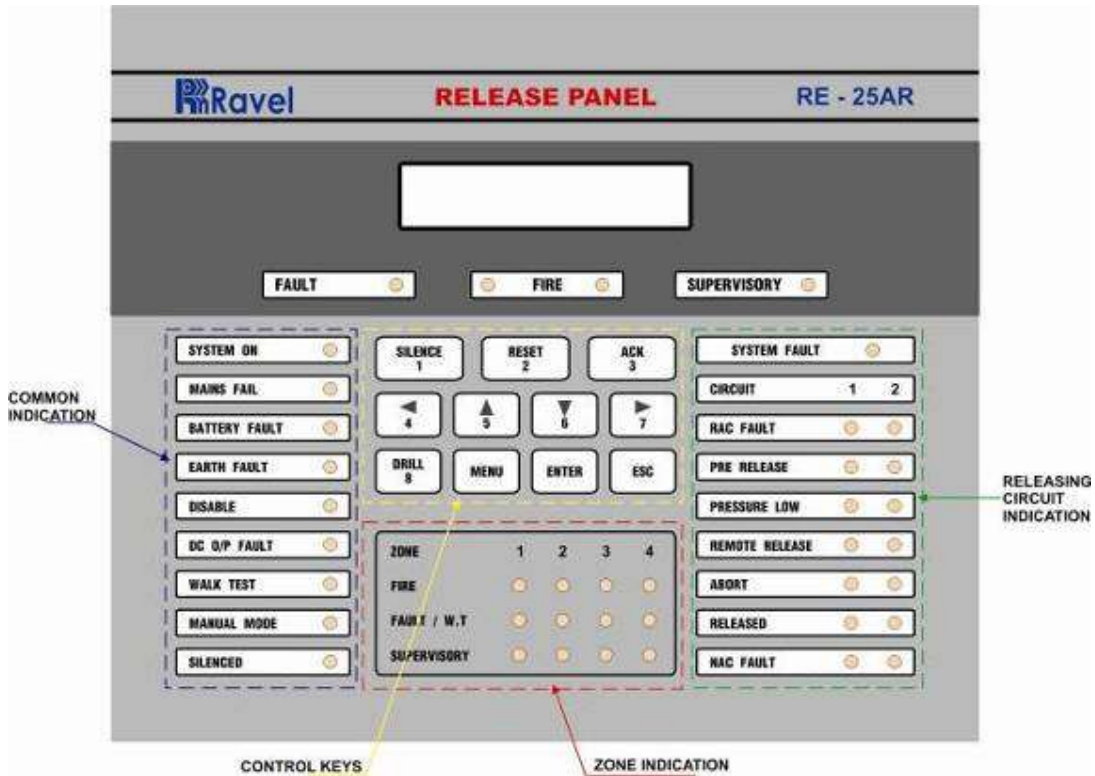 Ravel
RELEASE PANEL
RE - 25AR
FAULT
FIRE
SUPERVISORY
COMMON
INDICATION
SYSTEM ON
MAINS FAIL
BATTERY FAULT
EARTH FAULT
DISABLE
DC O/P FAULT
WALK TEST
MANUAL MODE
SILENCED
SILENCE
1
RESET
2
ACK
3
4
5
6
7
DRILL
8
MENU
ENTER
ESC
ZONE 1 2 3 4
FIRE
FAULT / W.T
SUPERVISORY
SYSTEM FAULT
CIRCUIT 1 2
RAC FAULT
PRE RELEASE
PRESSURE LOW
REMOTE RELEASE
ABORT
RELEASED
NAC FAULT
RELEASING
CIRCUIT
INDICATION
CONTROL KEYS
ZONE INDICATION